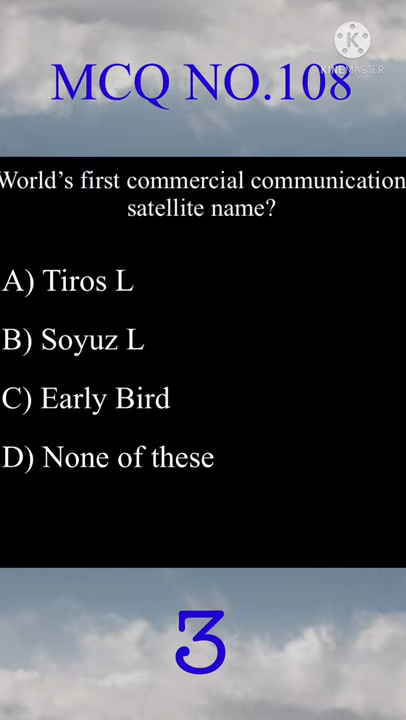 KINEMASTER
MCQ NO.108
World's first commercial communication
satellite name?
A) Tiros L
B) Soyuz L
C) Early Bird
D) None of these
3